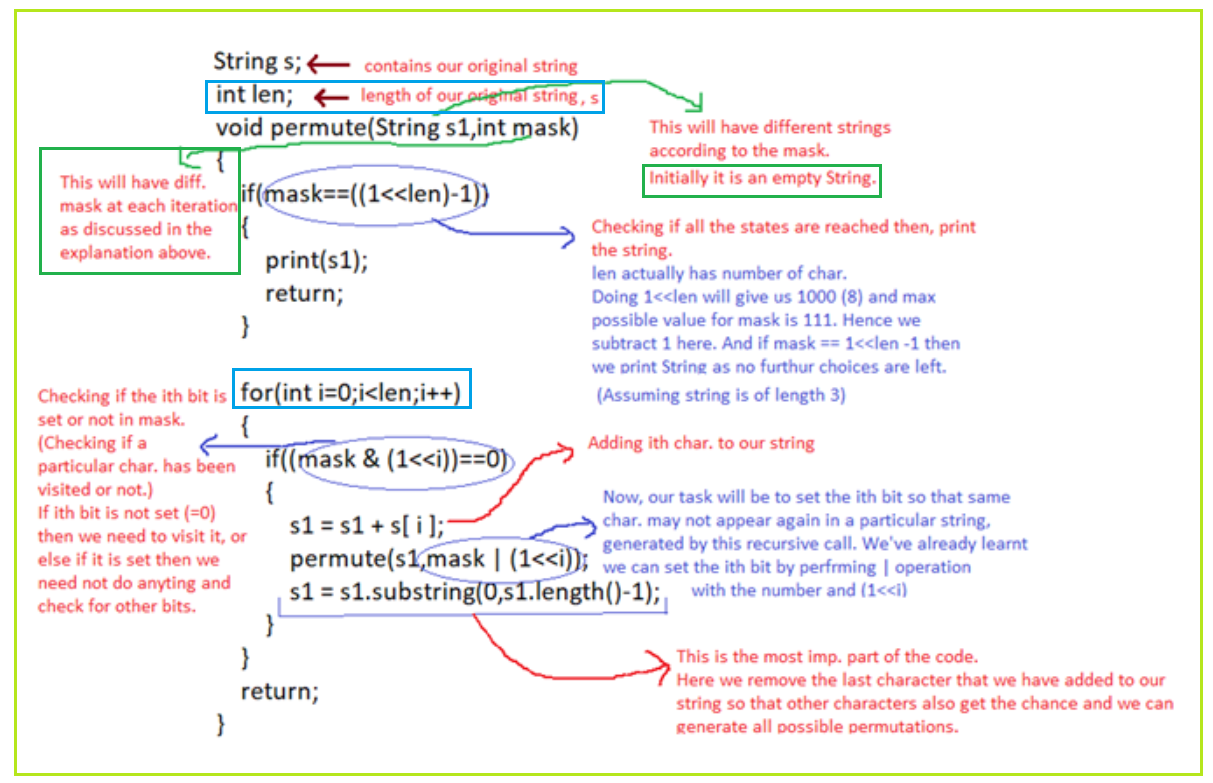 String s;
contains our original string
int len;
length of our original string, s
void permute(String s1,int mask)
{
This will have different strings
according to the mask.
Initially it is an empty String.
This will have diff.
mask at each iteration
as discussed in the
explanation above.
if(mask==((1<<len)-1))
{
print(s1);
return;
}
Checking if all the states are reached then, print
the string.
len actually has number of char.
Doing 1<<len will give us 1000 (8) and max
possible value for mask is 111. Hence we
subtract 1 here. And if mask == 1<<len -1 then
we print String as no furthur choices are left.
(Assuming string is of length 3)
for(int i=0;i<len;i++)
{
Checking if the ith bit is
set or not in mask.
(Checking if a
particular char. has been
visited or not.)
If ith bit is not set (=0)
then we need to visit it, or
else if it is set then we
need not do anyting and
check for other bits.
if((mask & (1<<i))==0)
{
Adding ith char. to our string
s1 = s1 + s[ i ];
permute(s1,mask | (1<<i));
s1 = s1.substring(0,s1.length()-1);
Now, our task will be to set the ith bit so that same
char. may not appear again in a particular string,
generated by this recursive call. We've already learnt
we can set the ith bit by perfrming | operation
with the number and (1<<i)
}
}
return;
}
This is the most imp. part of the code.
Here we remove the last character that we have added to our
string so that other characters also get the chance and we can
generate all possible permutations.